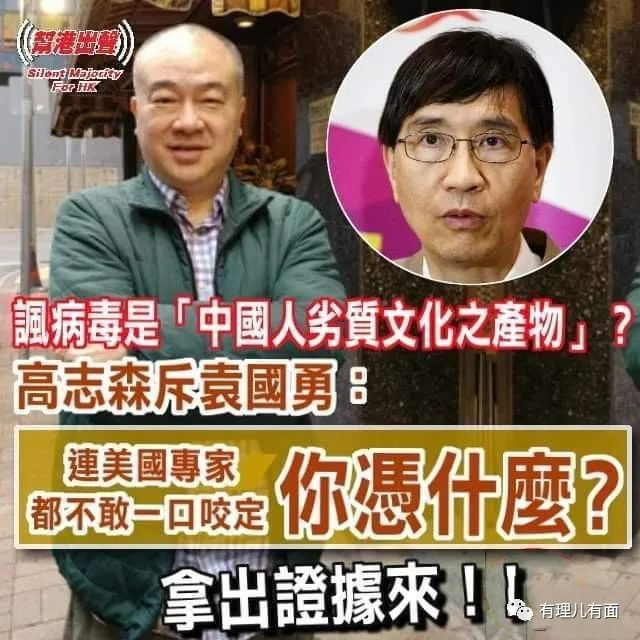 幫港出聲
Silent Majority
For HK
諷病毒是「中國人劣質文化之產物」？
高志森斥袁國勇：
連美國專家
都不敢一口咬定
你憑什麼？
拿出證據來！！
有理儿有面